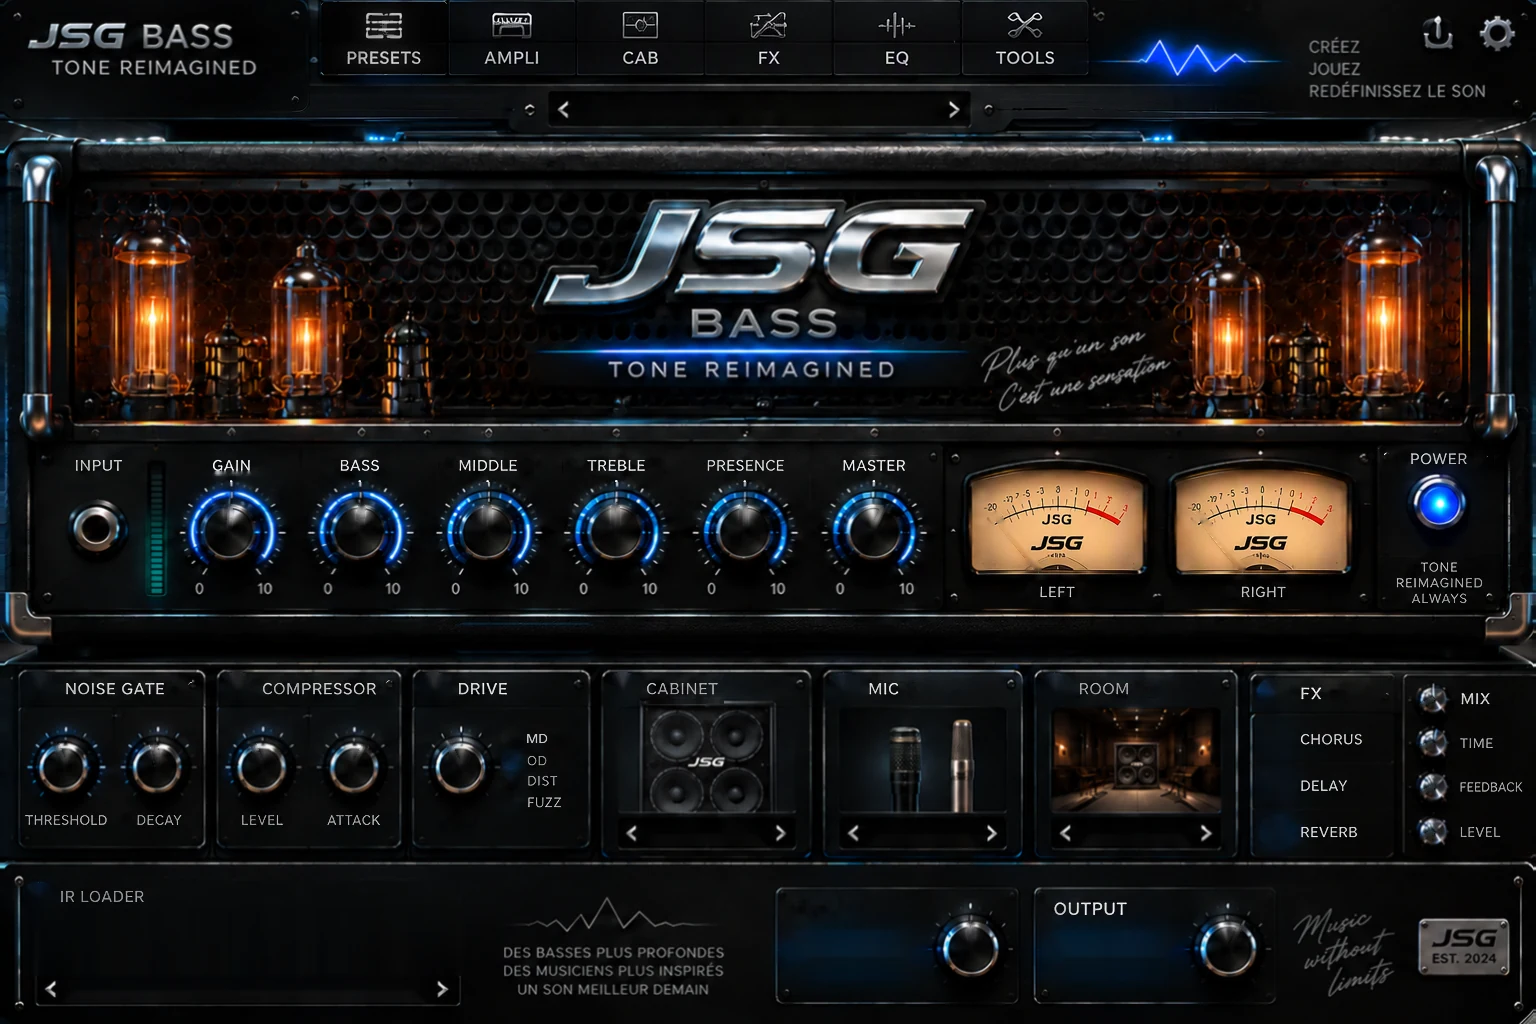 JSG BASS
TONE REIMAGINED
PRESETS
AMPLI
CAB
FX
EQ
TOOLS
CRÉEZ
JOUEZ
REDÉFINISSEZ LE SON
JSG
BASS
TONE REIMAGINED
Plus qu'un son
C'est une sensation
INPUT
GAIN
BASS
MIDDLE
TREBLE
PRESENCE
MASTER
0 10
0 10
0 10
0 10
0 10
0 10
JSG
JSG
LEFT
JSG
JSG
RIGHT
POWER
TONE
REIMAGINED
ALWAYS
NOISE GATE
THRESHOLD
DECAY
COMPRESSOR
LEVEL
ATTACK
DRIVE
MD
OD
DIST
FUZZ
CABINET
JSG
MIC
ROOM
FX
CHORUS
DELAY
REVERB
MIX
TIME
FEEDBACK
LEVEL
IR LOADER
DES BASSES PLUS PROFONDES
DES MUSICIENS PLUS INSPIRÉS
UN SON MEILLEUR DEMAIN
OUTPUT
Music
without
limits
JSG
EST. 2024